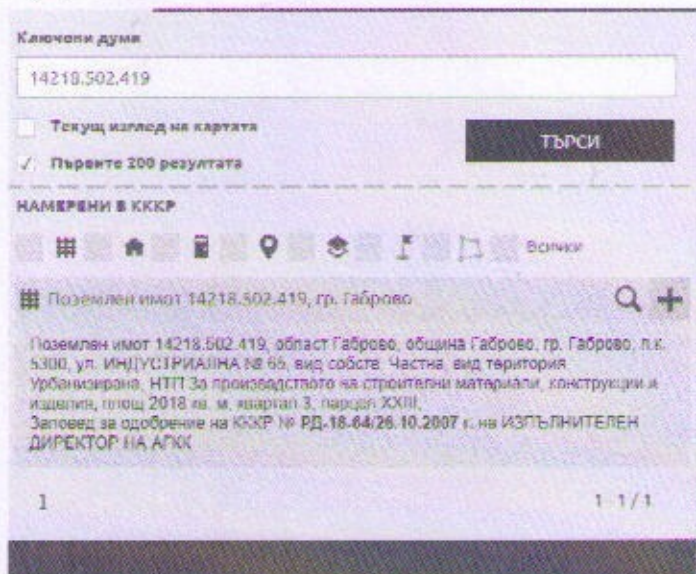 Ключови думи
14218.502.419
Текущ изглед на картата
Първите 200 резултата
ТЪРСИ
НАМЕРЕНИ В КККР
Всички
Поземлен имот 14218.502.419, гр. Габрово
Поземлен имот 14218.502.419, област Габрово, община Габрово, гр. Габрово, п.к.
5300, ул. ИНДУСТРИАЛНА № 65, вид собств. Частна, вид територия
Урбанизирана, НТП За производството на строителни материали, конструкции и
изделия, площ 2018 кв. м, квартал 3, парцел XXIII,
Заповед за одобрение на КККР № РД-18-64/26.10.2007 г. на ИЗПЪЛНИТЕЛЕН
ДИРЕКТОР НА АГКК
1
1-1 / 1